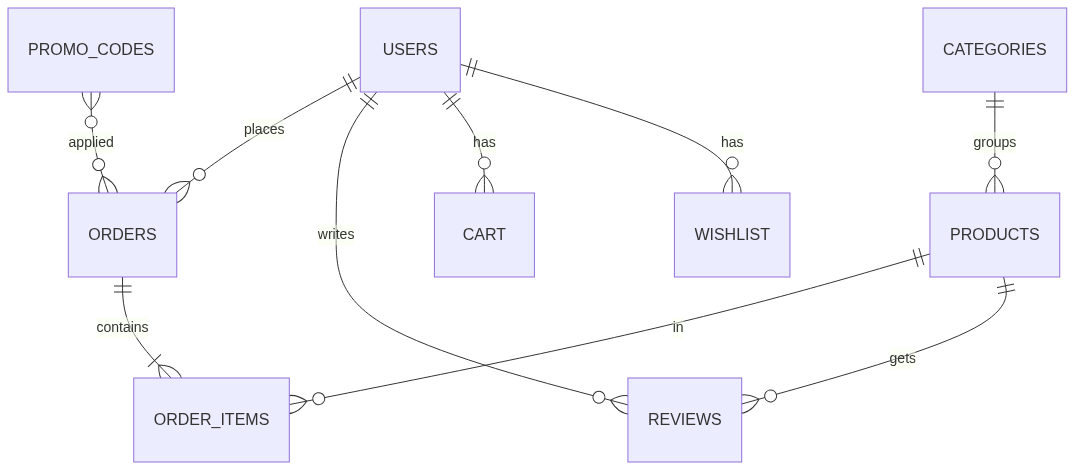 PROMO_CODES
USERS
CATEGORIES
applied
places
has
has
groups
ORDERS
writes
CART
WISHLIST
PRODUCTS
contains
in
gets
ORDER_ITEMS
REVIEWS